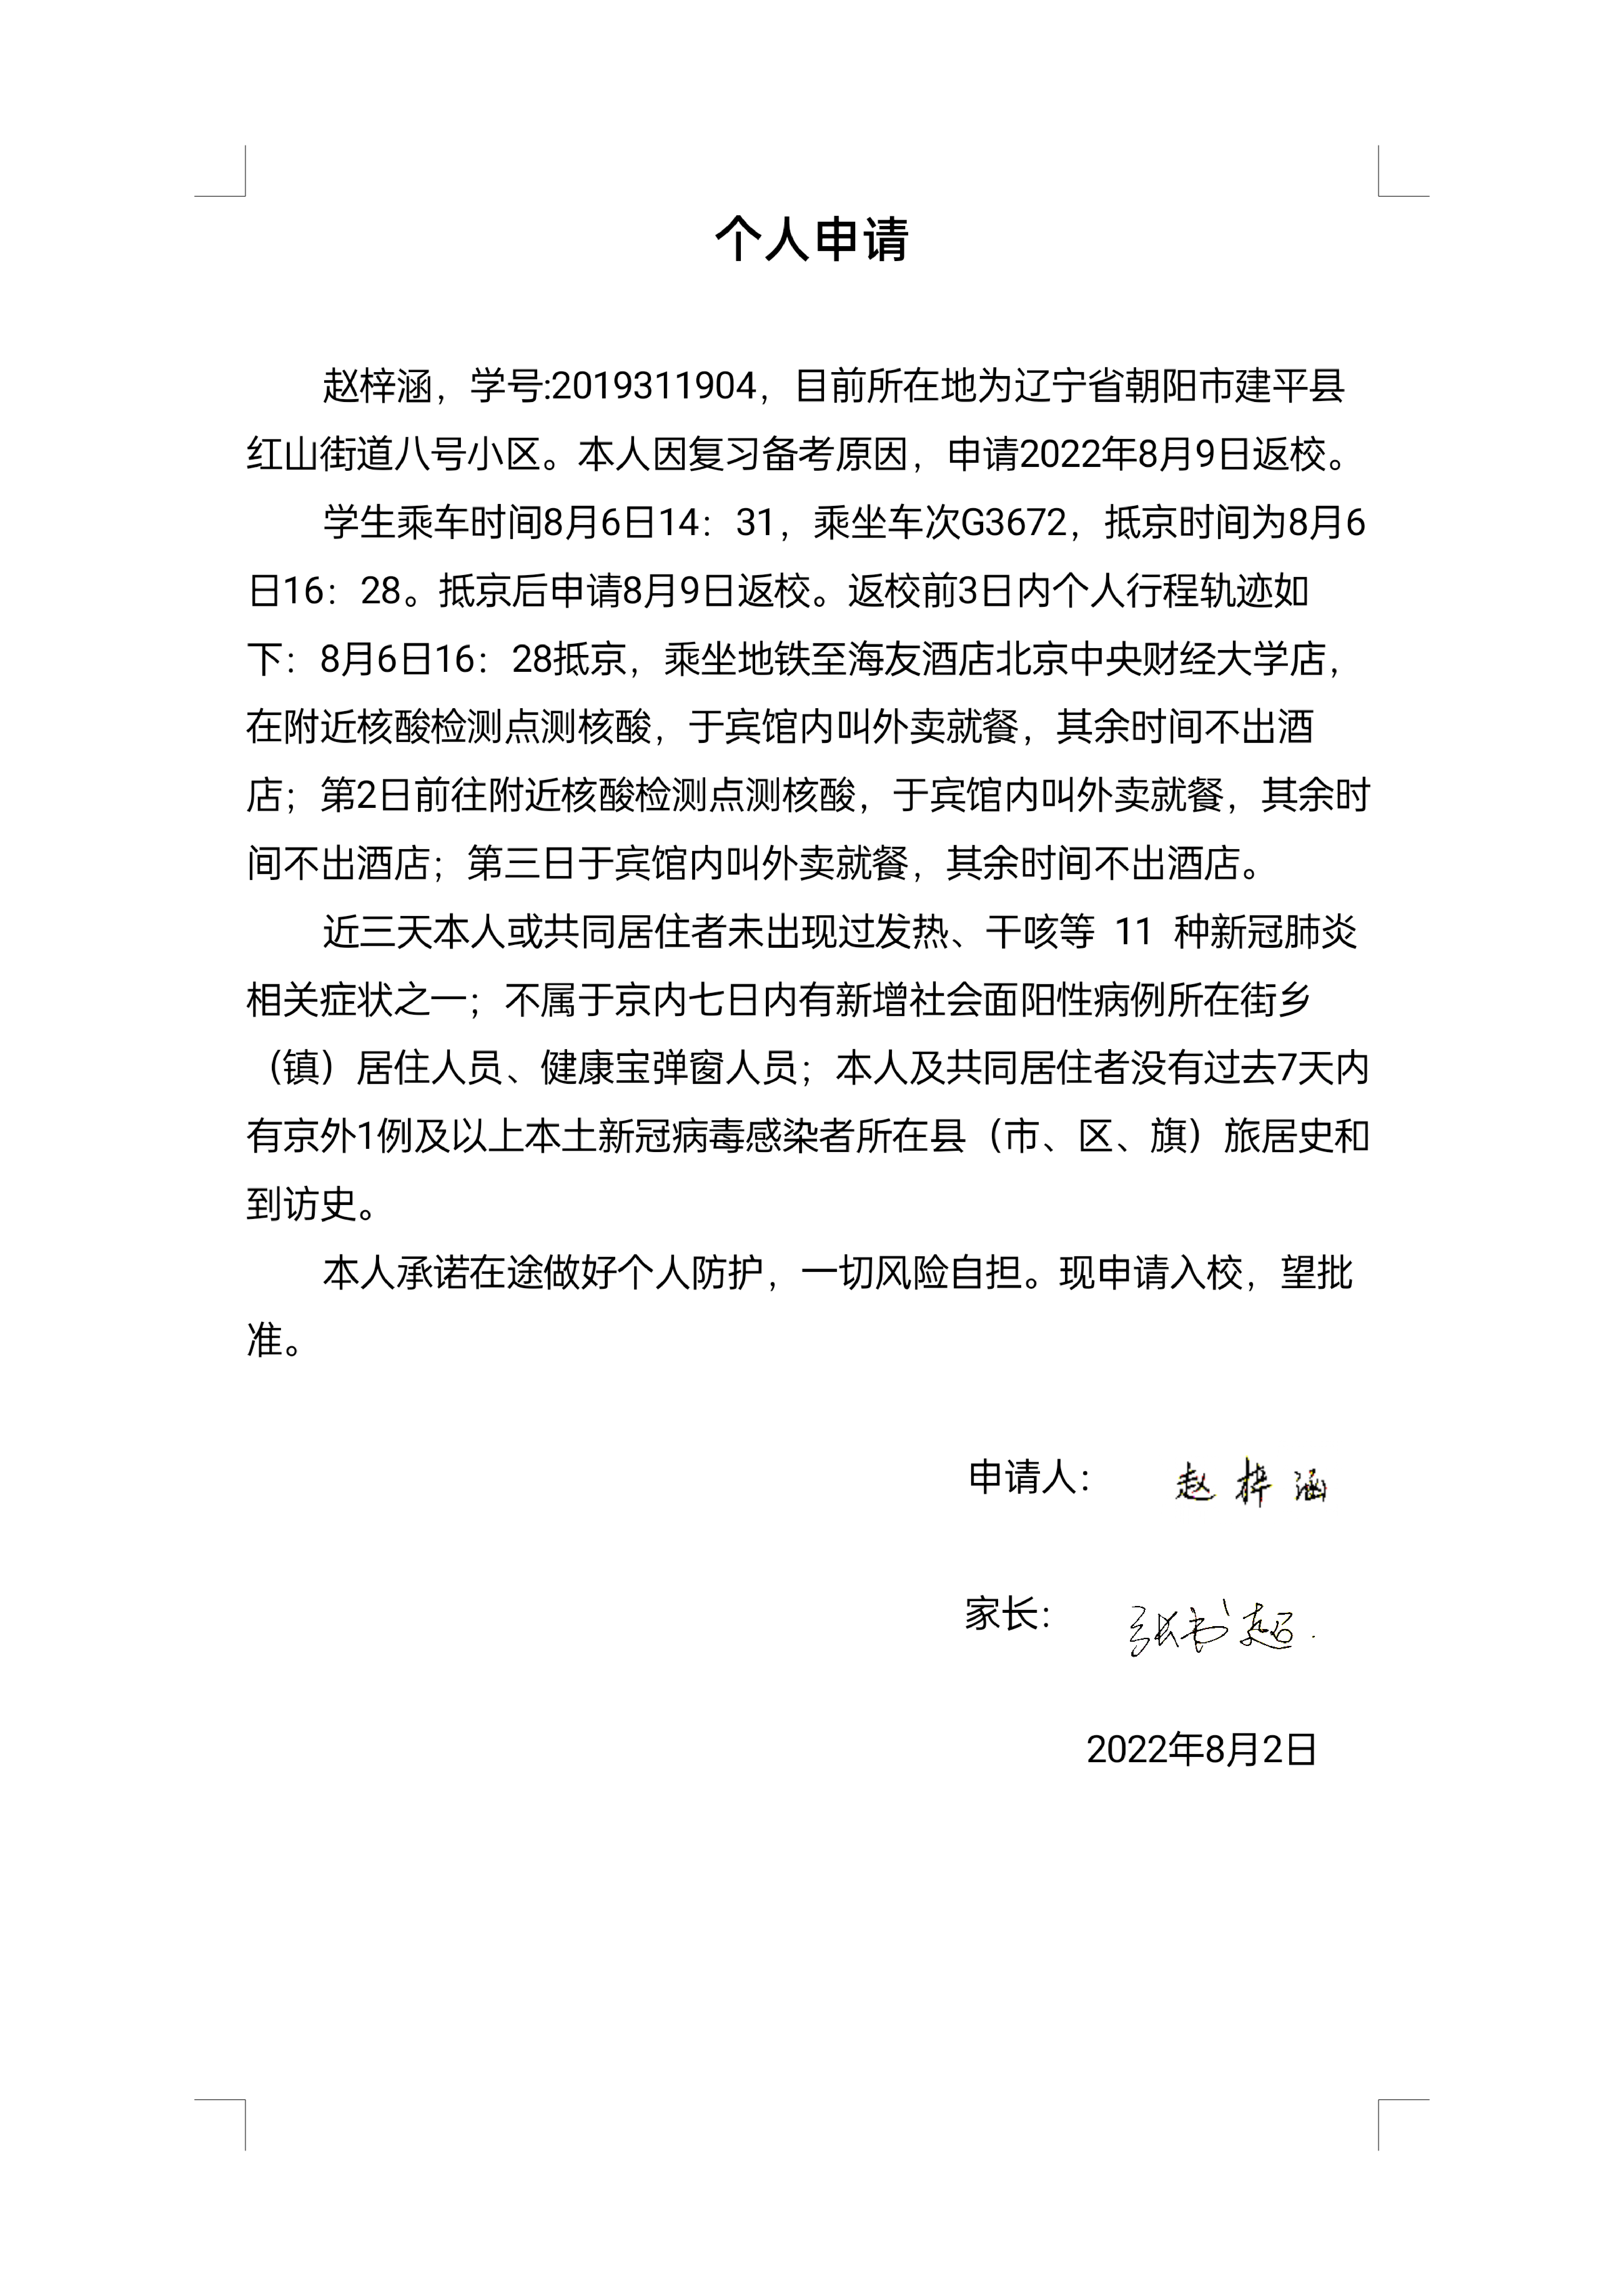 个人申请
赵梓涵，学号:2019311904，目前所在地为辽宁省朝阳市建平县
红山街道八号小区。本人因复习备考原因，申请2022年8月9日返校。
学生乘车时间8月6日14：31，乘坐车次G3672，抵京时间为8月6
日16：28。抵京后申请8月9日返校。返校前3日内个人行程轨迹如
下：8月6日16：28抵京，乘坐地铁至海友酒店北京中央财经大学店，
在附近核酸检测点测核酸，于宾馆内叫外卖就餐，其余时间不出酒
店；第2日前往附近核酸检测点测核酸，于宾馆内叫外卖就餐，其余时
间不出酒店；第三日于宾馆内叫外卖就餐，其余时间不出酒店。
近三天本人或共同居住者未出现过发热、干咳等 11 种新冠肺炎
相关症状之一；不属于京内七日内有新增社会面阳性病例所在街乡
（镇）居住人员、健康宝弹窗人员；本人及共同居住者没有过去7天内
有京外1例及以上本土新冠病毒感染者所在县（市、区、旗）旅居史和
到访史。
本人承诺在途做好个人防护，一切风险自担。现申请入校，望批
准。
申请人： 赵梓涵
家长： 张书超
2022年8月2日